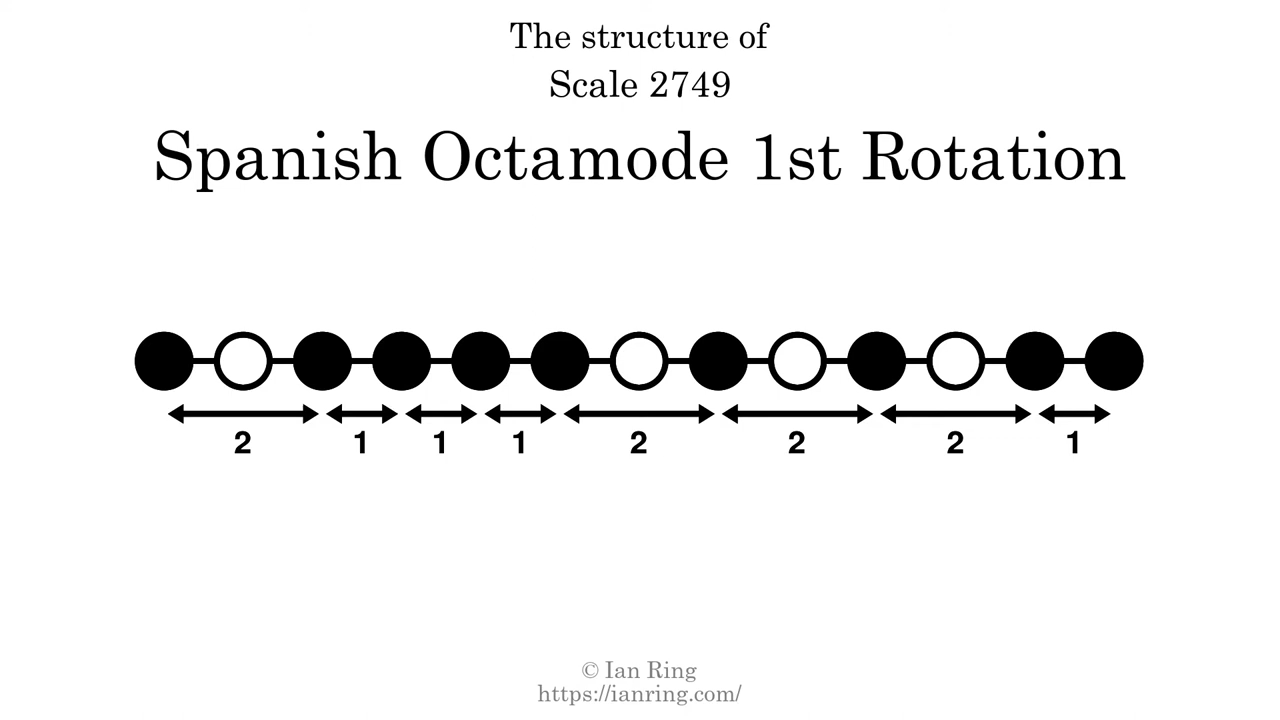 The structure of
Scale 2749
Spanish Octamode 1st Rotation
2 1 1 1 2 2 2 1
© Ian Ring
https://ianring.com/